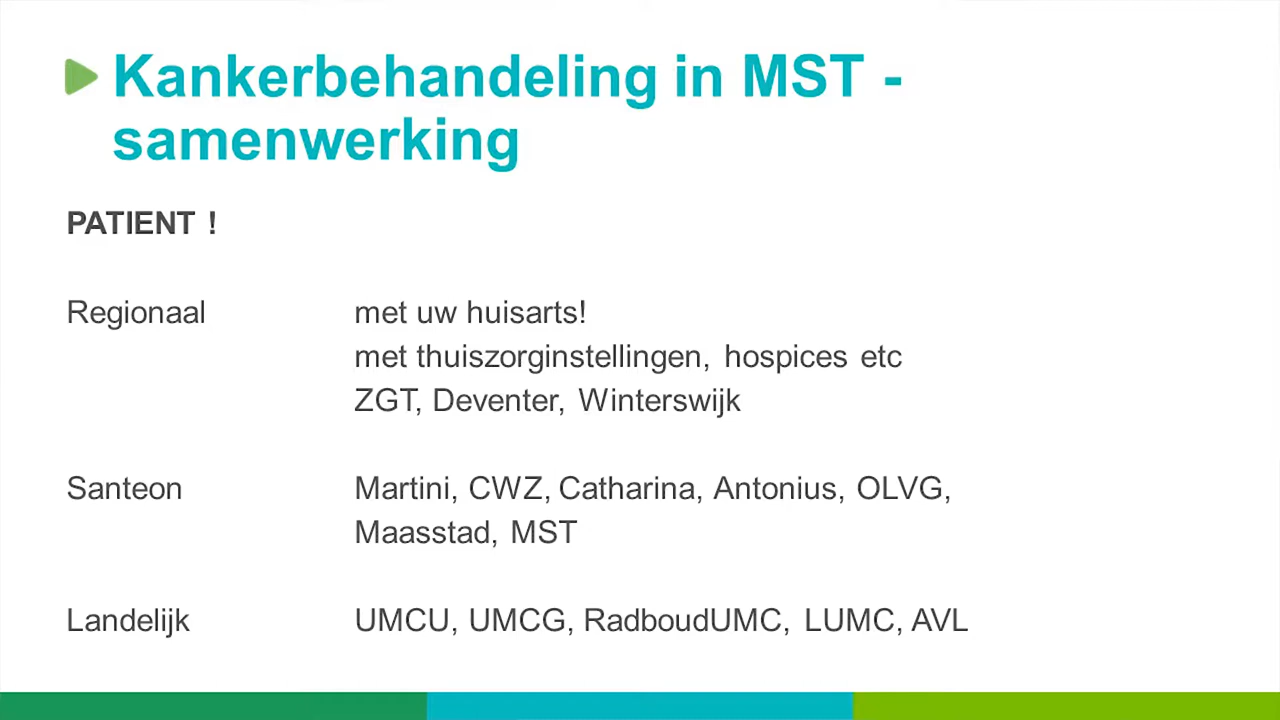 Kankerbehandeling in MST -
samenwerking
PATIENT !
Regionaal met uw huisarts!
met thuiszorginstellingen, hospices etc
ZGT, Deventer, Winterswijk
Santeon Martini, CWZ, Catharina, Antonius, OLVG,
Maasstad, MST
Landelijk UMCU, UMCG, RadboudUMC, LUMC, AVL